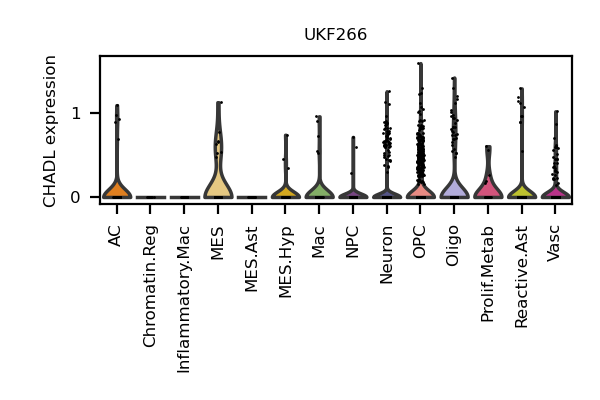 UKF266
CHADL expression
1
0
AC
Chromatin.Reg
Inflammatory.Mac
MES
MES.Ast
MES.Hyp
Mac
NPC
Neuron
OPC
Oligo
Prolif.Metab
Reactive.Ast
Vasc